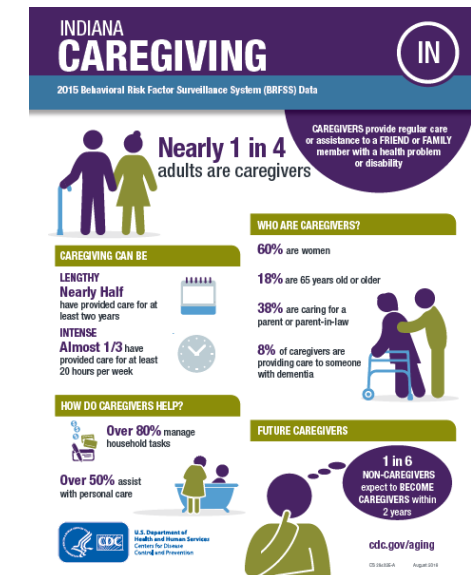 INDIANA
CAREGIVING
IN
2015 Behavioral Risk Factor Surveillance System (BRFSS) Data
CAREGIVERS provide regular care
or assistance to a FRIEND or FAMILY
member with a health problem
or disability
Nearly 1 in 4
adults are caregivers
CAREGIVING CAN BE
LENGTHY
Nearly Half
have provided care for at
least two years
INTENSE
Almost 1/3 have
provided care for at least
20 hours per week
WHO ARE CAREGIVERS?
60% are women
18% are 65 years old or older
38% are caring for a
parent or parent-in-law
8% of caregivers are
providing care to someone
with dementia
HOW DO CAREGIVERS HELP?
Over 80% manage
household tasks
Over 50% assist
with personal care
FUTURE CAREGIVERS
1 in 6
NON-CAREGIVERS
expect to BECOME
CAREGIVERS within
2 years
CDC
U.S. Department of
Health and Human Services
Centers for Disease
Control and Prevention
cdc.gov/aging
August 2018